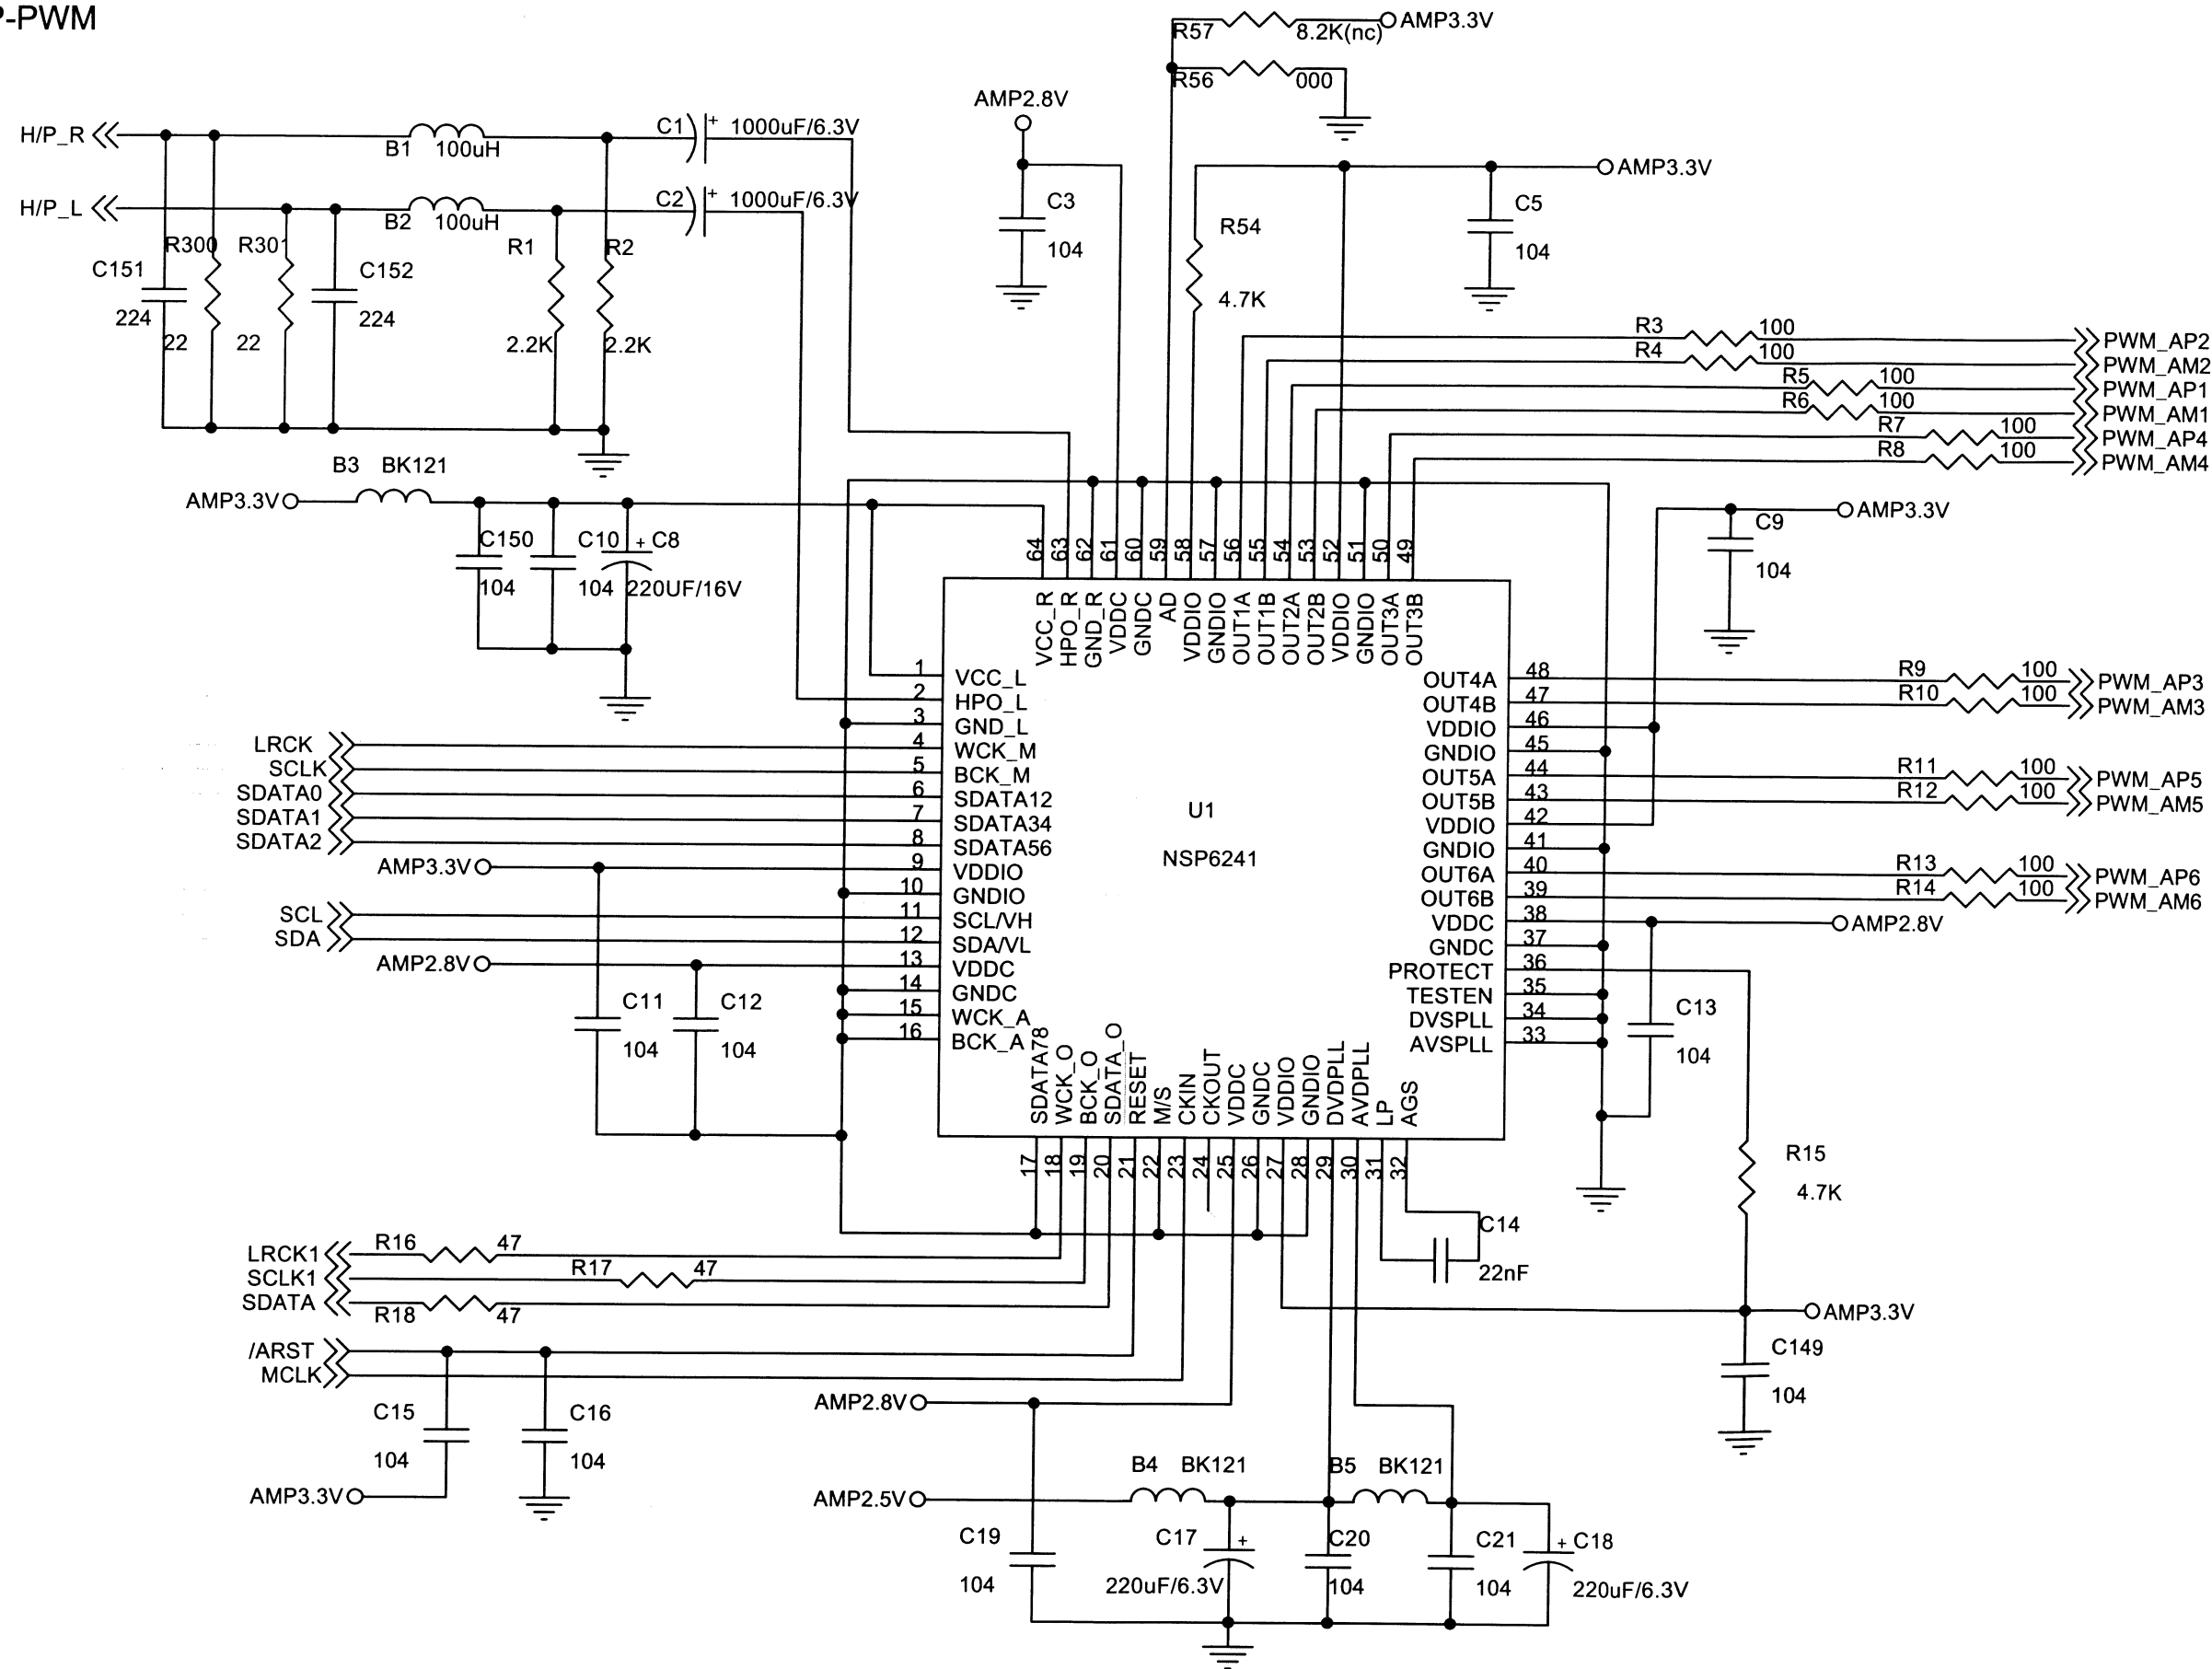 P-PWM
R57 8.2K(nc) AMP3.3V
R56 000
AMP2.8V
H/P_R B1 100uH C1 + 1000uF/6.3V
H/P_L B2 100uH C2 + 1000uF/6.3V
AMP3.3V
C3 104
C5 104
R54 4.7K
R300 22
R301 22
C151 224
C152 224
R1 2.2K
R2 2.2K
R3 100 PWM_AP2
R4 100 PWM_AM2
R5 100 PWM_AP1
R6 100 PWM_AM1
R7 100 PWM_AP4
R8 100 PWM_AM4
B3 BK121
AMP3.3V
C150 104
C10 104
+ C8 220UF/16V
AMP3.3V
C9 104
64 63 62 61 60 59 58 57 56 55 54 53 52 51 50 49
VCC_R HPO_R GND_R VDDC GNDC AD VDDIO GNDIO OUT1A OUT1B OUT2A OUT2B VDDIO GNDIO OUT3A OUT3B
1 VCC_L
2 HPO_L
3 GND_L
LRCK 4 WCK_M
SCLK 5 BCK_M
SDATA0 6 SDATA12
SDATA1 7 SDATA34
SDATA2 8 SDATA56
AMP3.3V 9 VDDIO
10 GNDIO
SCL 11 SCL/VH
SDA 12 SDA/VL
AMP2.8V 13 VDDC
14 GNDC
15 WCK_A
16 BCK_A
U1
NSP6241
OUT4A 48 R9 100 PWM_AP3
OUT4B 47 R10 100 PWM_AM3
VDDIO 46
GNDIO 45
OUT5A 44 R11 100 PWM_AP5
OUT5B 43 R12 100 PWM_AM5
VDDIO 42
GNDIO 41
OUT6A 40 R13 100 PWM_AP6
OUT6B 39 R14 100 PWM_AM6
VDDC 38 AMP2.8V
GNDC 37
PROTECT 36
TESTEN 35
DVSPLL 34
AVSPLL 33
C11 104
C12 104
C13 104
SDATA78 WCK_O BCK_O SDATA_O RESET M/S CKIN CKOUT VDDC GNDC VDDIO GNDIO DVDPLL AVDPLL LP AGS
17 18 19 20 21 22 23 24 25 26 27 28 29 30 31 32
R15 4.7K
C14 22nF
LRCK1 R16 47
SCLK1 R17 47
SDATA R18 47
AMP3.3V
/ARST
MCLK
C149 104
AMP2.8V
C15 104
C16 104
AMP3.3V
B4 BK121
B5 BK121
AMP2.5V
C19 104
C17 + 220uF/6.3V
C20 104
C21 104
+ C18 220uF/6.3V